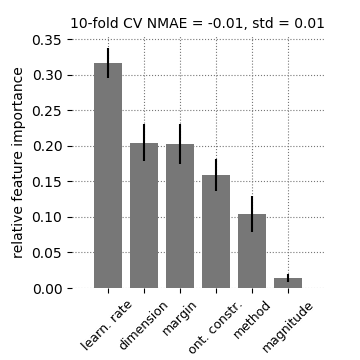 10-fold CV NMAE = -0.01, std = 0.01
relative feature importance
0.35
0.30
0.25
0.20
0.15
0.10
0.05
0.00
learn. rate
dimension
margin
ont. constr.
method
magnitude